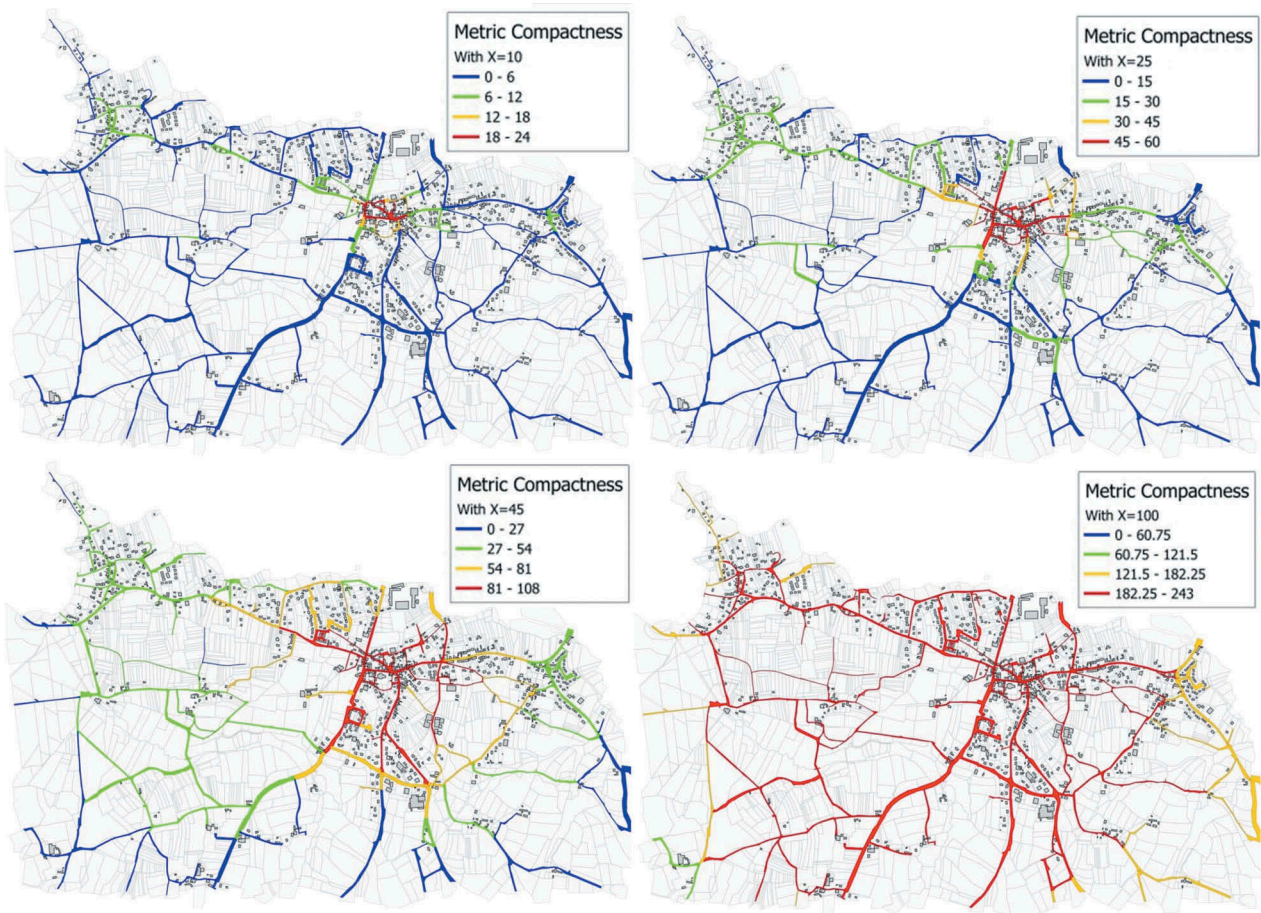 Metric Compactness
With X=10
0 - 6
6 - 12
12 - 18
18 - 24
Metric Compactness
With X=25
0 - 15
15 - 30
30 - 45
45 - 60
Metric Compactness
With X=45
0 - 27
27 - 54
54 - 81
81 - 108
Metric Compactness
With X=100
0 - 60.75
60.75 - 121.5
121.5 - 182.25
182.25 - 243